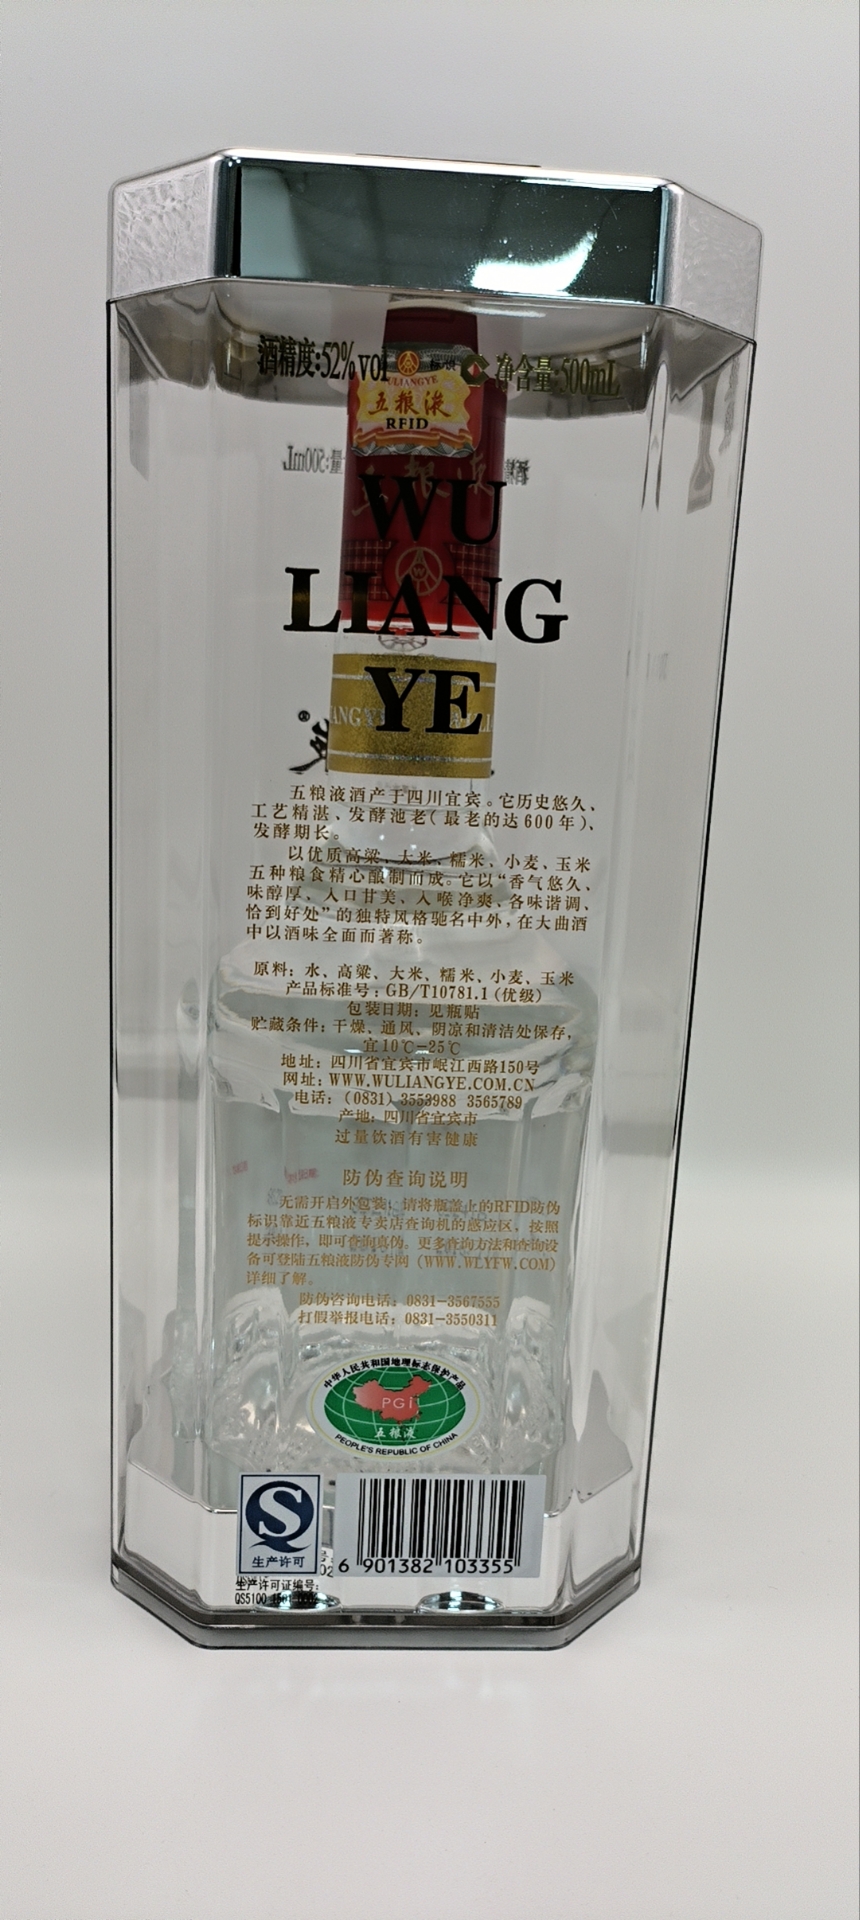 酒精度:52%vol
净含量:500mL
WULIANGYE
五粮液
RFID
WU
LIANG
YE
五粮液酒产于四川宜宾。它历史悠久、
工艺精湛、发酵池老(最老的达600年)、
发酵期长。
以优质高粱、大米、糯米、小麦、玉米
五种粮食精心酿制而成。它以“香气悠久、
味醇厚、入口甘美、入喉净爽、各味谐调、
恰到好处”的独特风格驰名中外,在大曲酒
中以酒味全面而著称。
原料: 水、高粱、大米、糯米、小麦、玉米
产品标准号: GB/T10781.1 (优级)
包装日期: 见瓶贴
贮藏条件: 干燥、通风、阴凉和清洁处保存,
宜10℃-25℃
地址: 四川省宜宾市岷江西路150号
网址: WWW.WULIANGYE.COM.CN
电话: (0831) 3553988 3565789
产地: 四川省宜宾市
过量饮酒有害健康
防伪查询说明
无需开启外包装,请将瓶盖上的RFID防伪
标识靠近五粮液专卖店查询机的感应区,按照
提示操作,即可查询真伪。更多查询方法和查询设
备可登陆五粮液防伪专网 (WWW.WLYFW.COM)
详细了解。
防伪咨询电话: 0831-3567555
打假举报电话: 0831-3550311
中华人民共和国地理标志保护产品
PGI
五粮液
PEOPLE'S REPUBLIC OF CHINA
生产许可
6 901382 103355
生产许可证编号:
QS5100